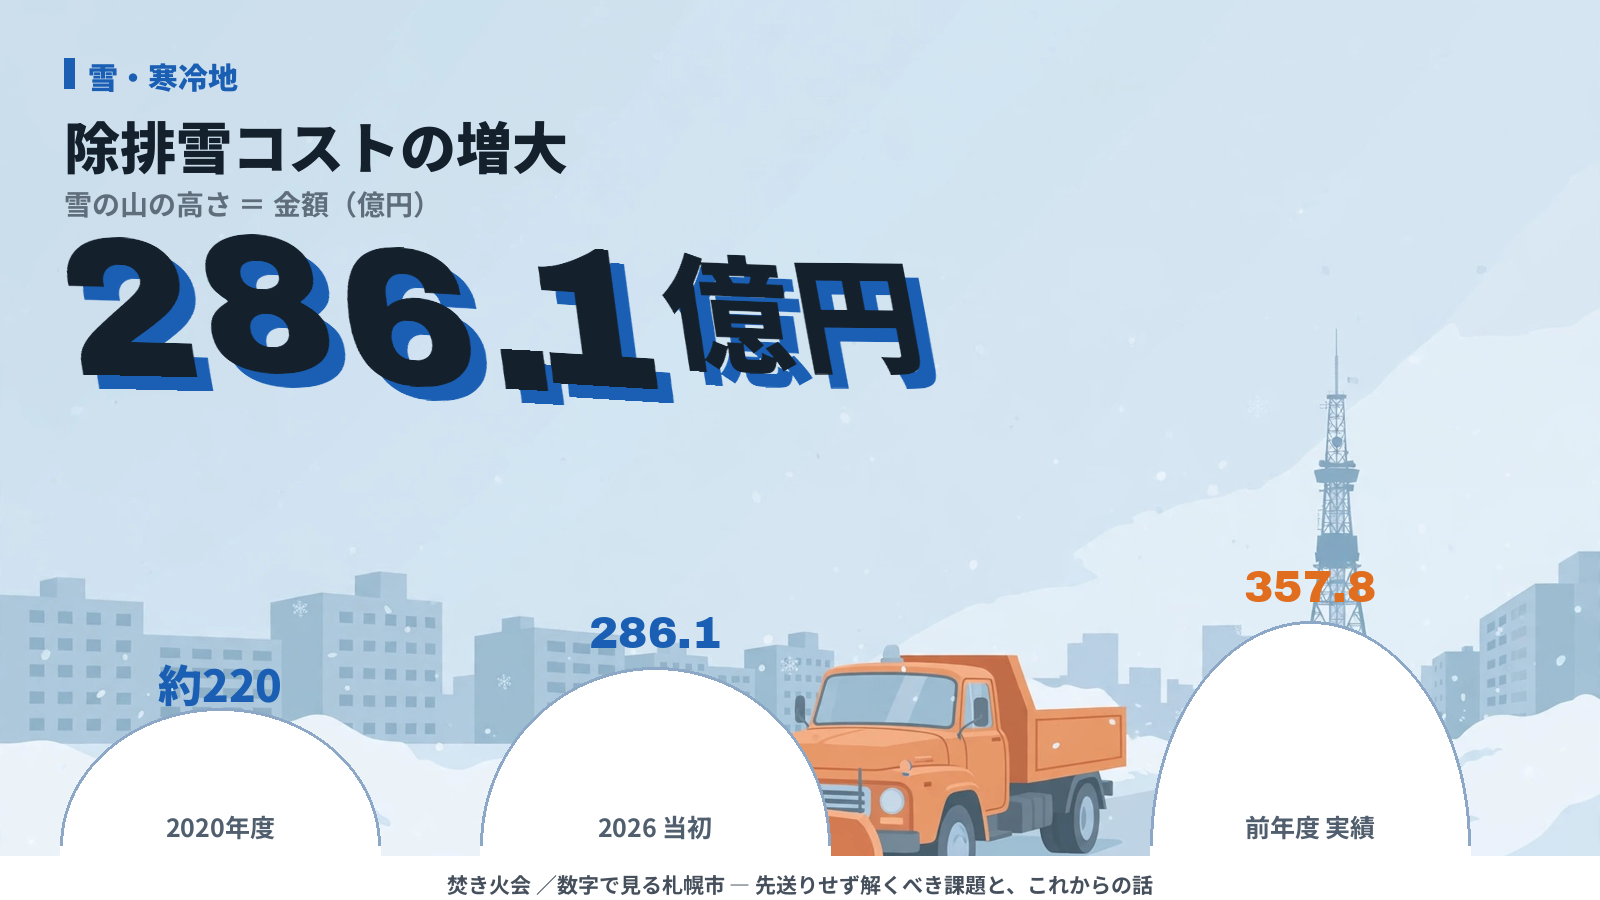 雪・寒冷地
除排雪コストの増大
雪の山の高さ = 金額（億円）
286.1億円
約220
286.1
357.8
2020年度
2026 当初
前年度 実績
焚き火会 ／数字で見る札幌市 — 先送りせず解くべき課題と、これからの話